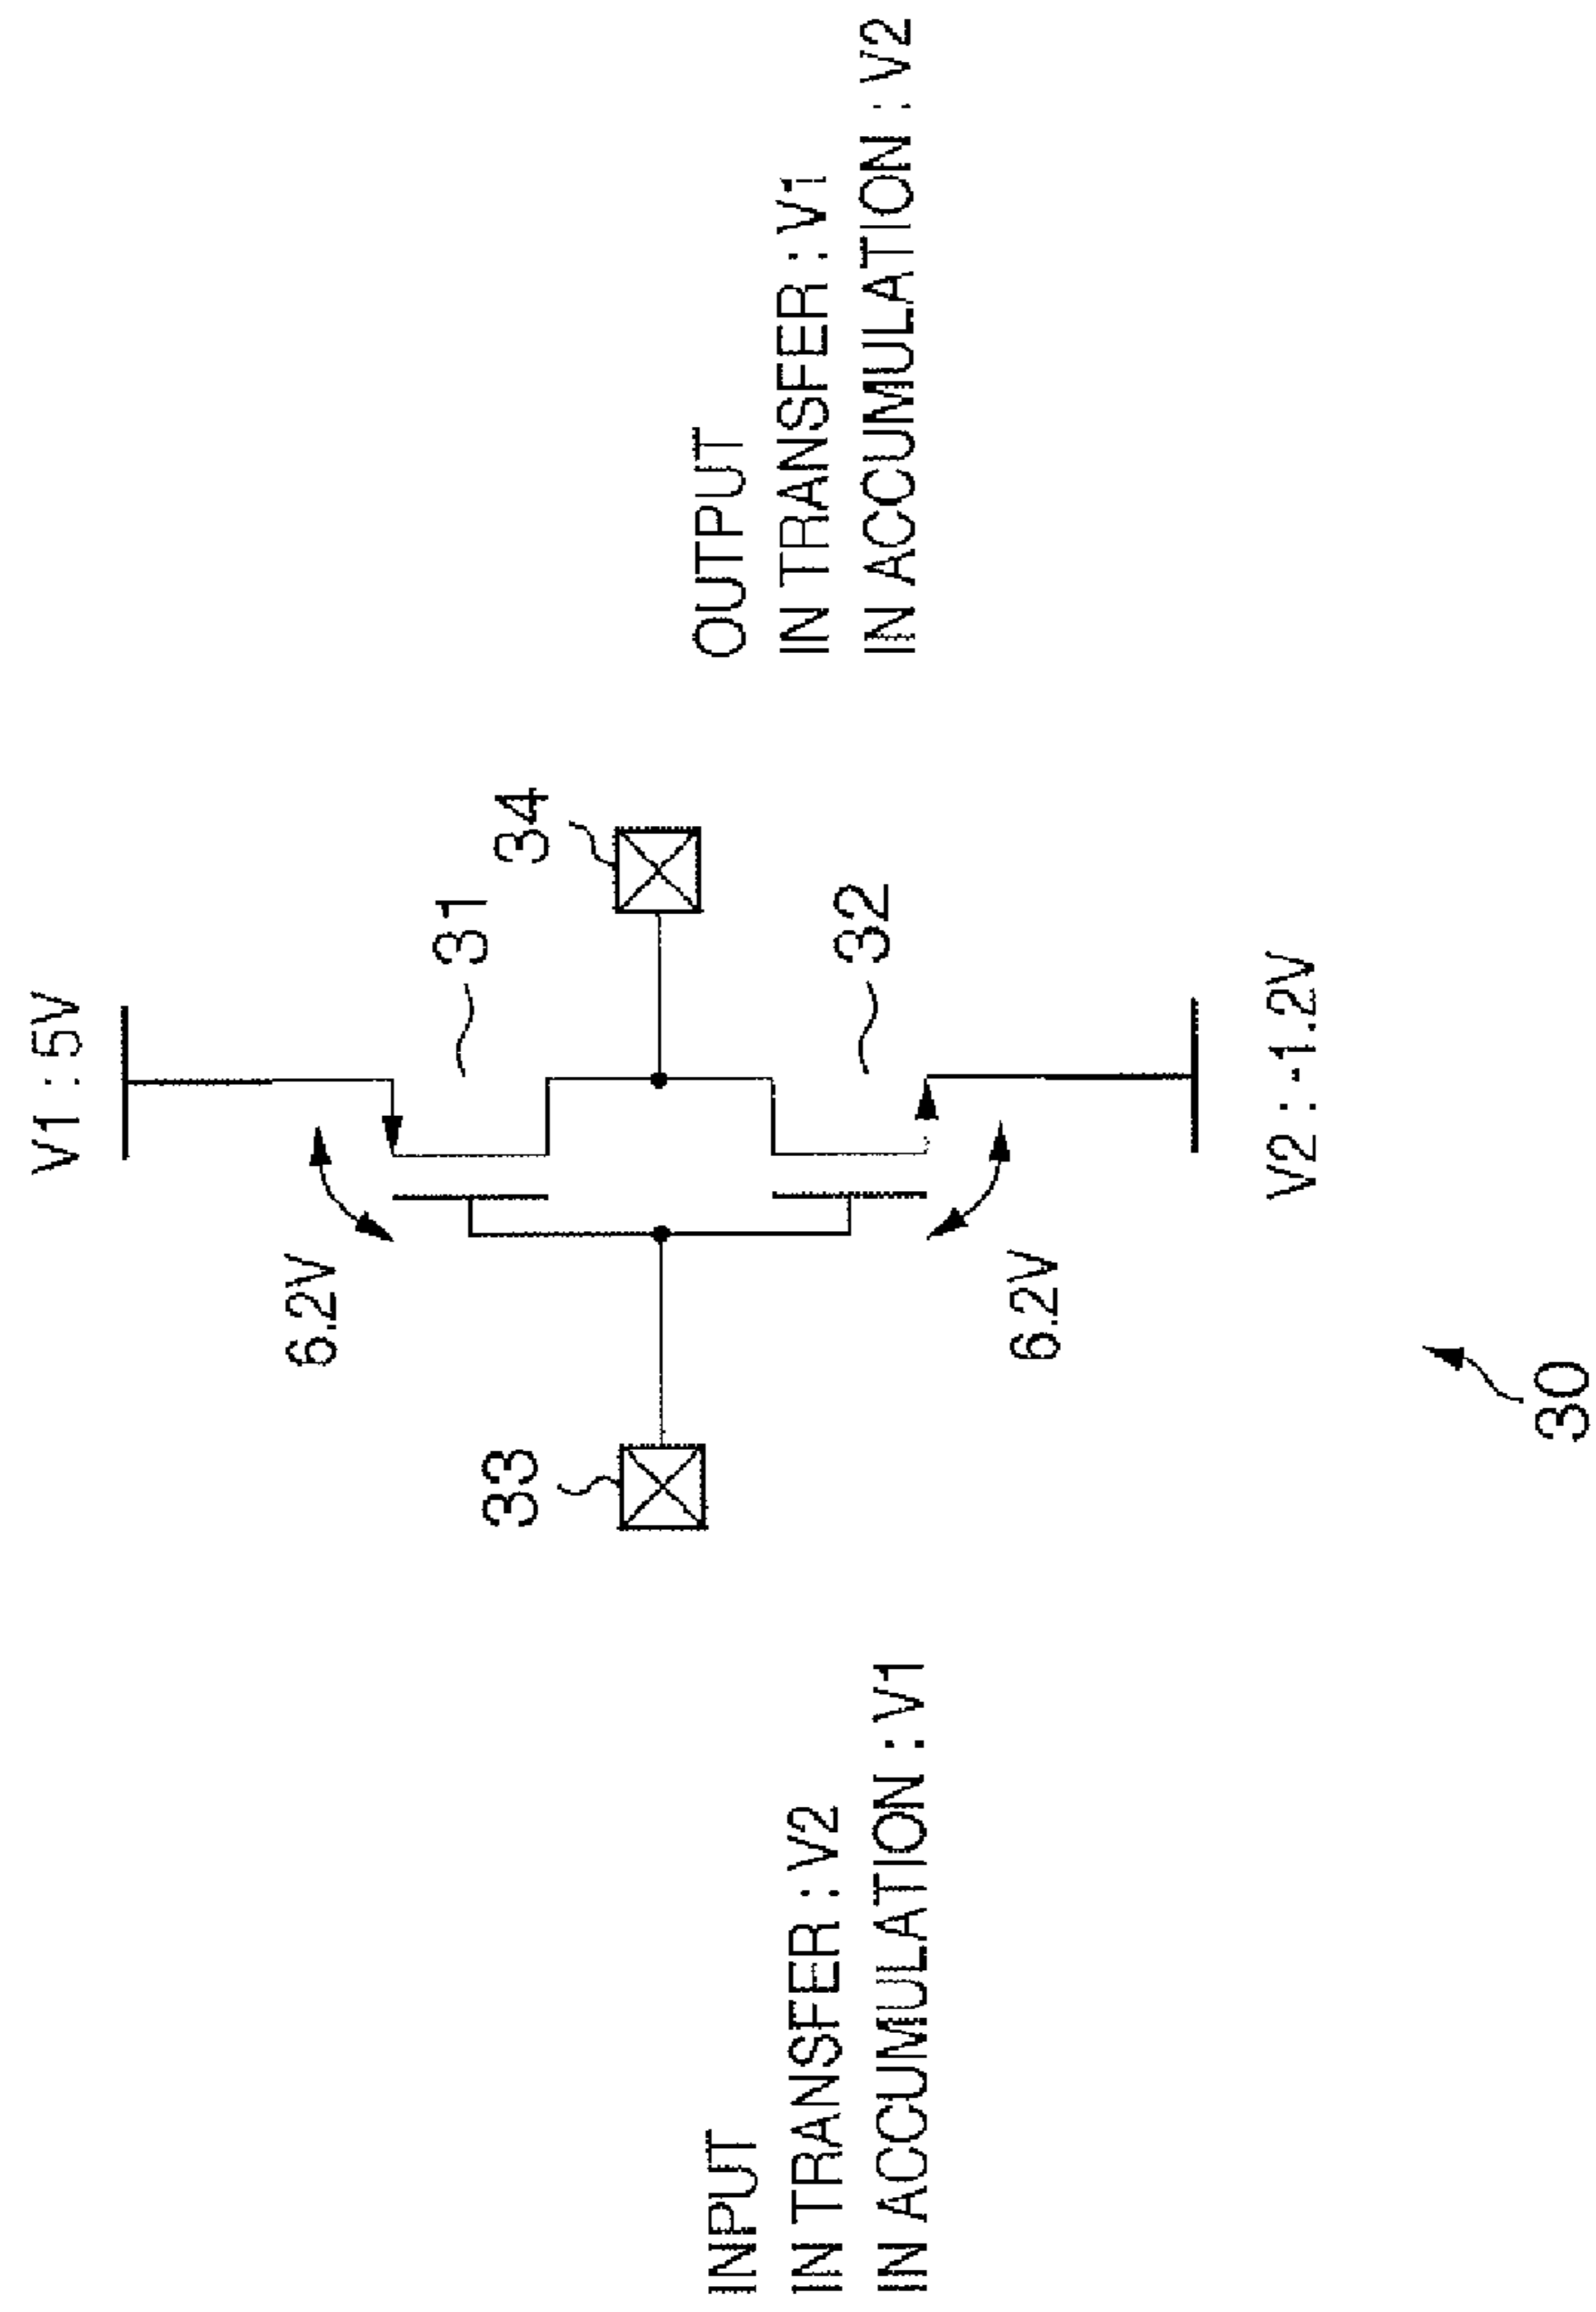 V1 : 5V
6.2V
31
34
33
32
INPUT
IN TRANSFER : V2
IN ACCUMULATION : V1
OUTPUT
IN TRANSFER : V1
IN ACCUMULATION : V2
6.2V
V2 : -1.2V
30